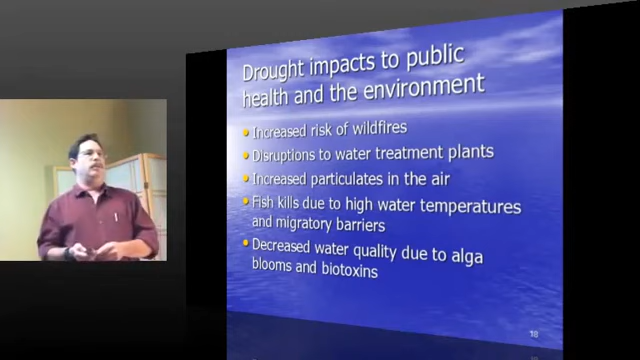 Drought impacts to public
health and the environment
Increased risk of wildfires
Disruptions to water treatment plants
Increased particulates in the air
Fish kills due to high water temperatures
and migratory barriers
Decreased water quality due to alga
blooms and biotoxins
18